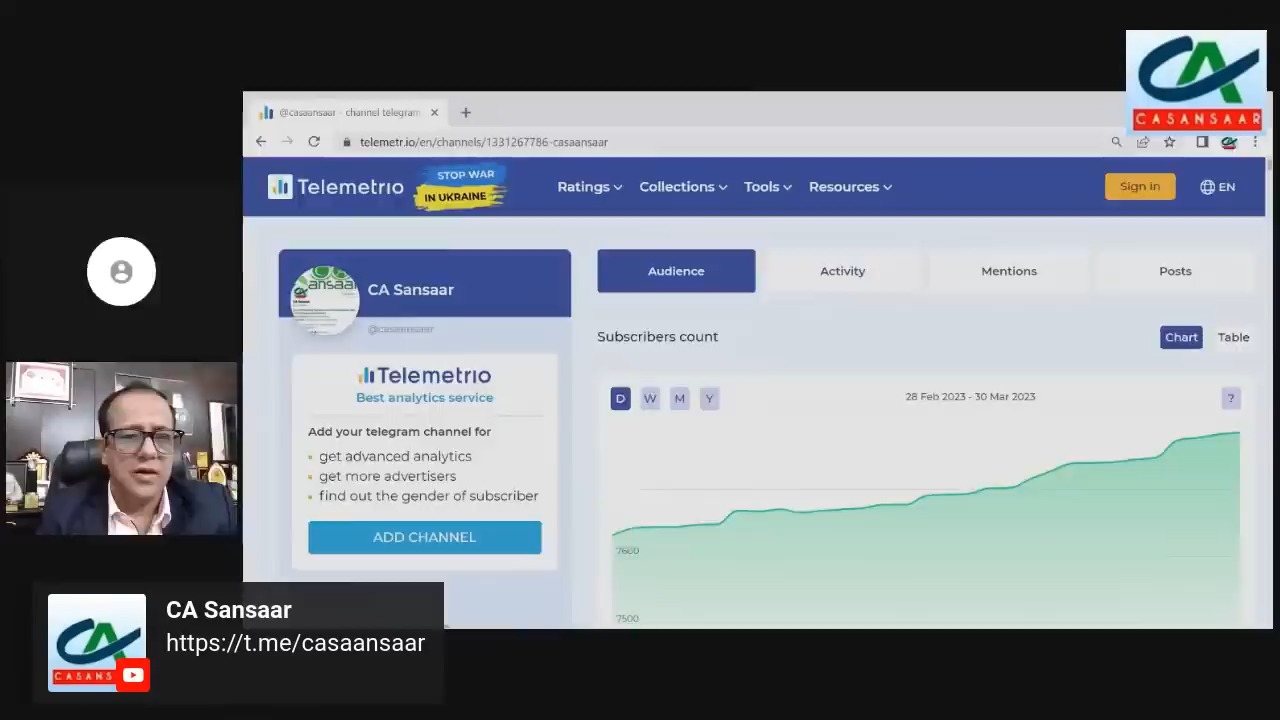 @casaansaar - channel telegram
telemetr.io/en/channels/1331267786-casaansaar
CASANSAAR
Telemetrio
STOP WAR
IN UKRAINE
Ratings
Collections
Tools
Resources
Sign in
EN
ansaar
CA Sansaar
@casaansaar
Telemetrio
Best analytics service
Add your telegram channel for
get advanced analytics
get more advertisers
find out the gender of subscriber
ADD CHANNEL
Audience
Activity
Mentions
Posts
Subscribers count
Chart
Table
D
W
M
Y
28 Feb 2023 - 30 Mar 2023
?
7600
7500
CASANS
CA Sansaar
https://t.me/casaansaar